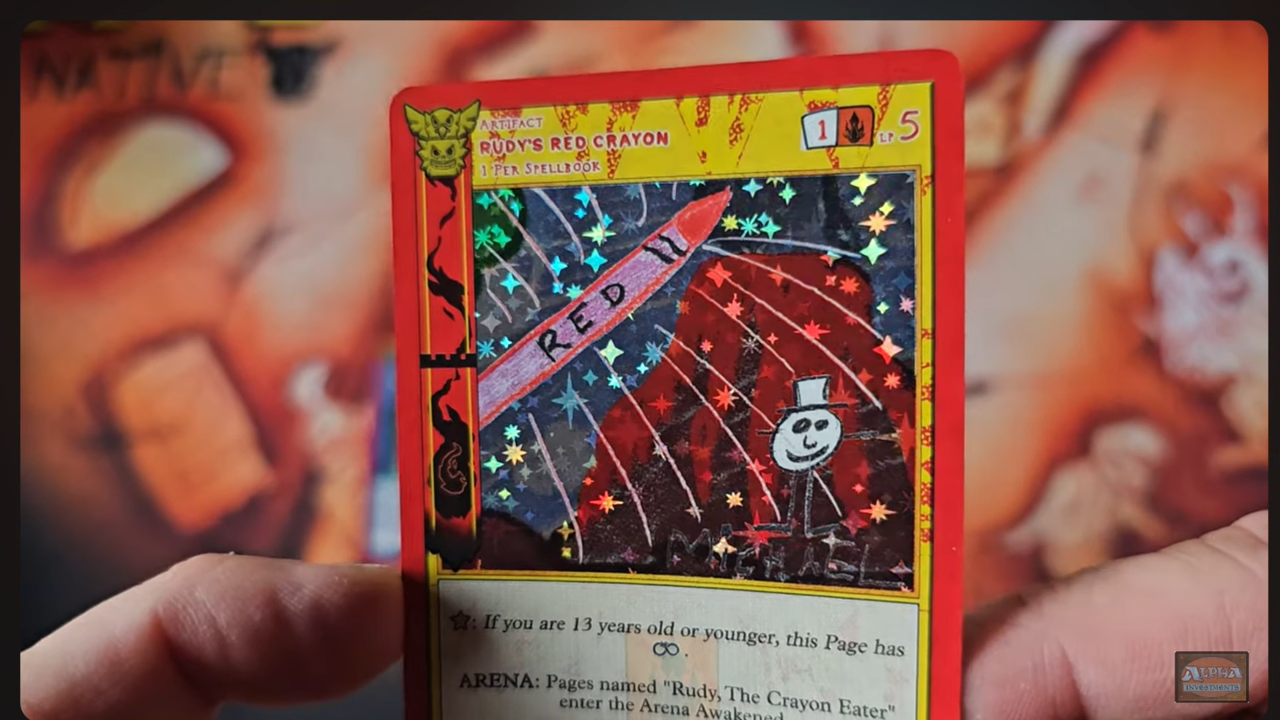 NATIVE
ARTIFACT
RUDY'S RED CRAYON
1 PER SPELLBOOK
1
LP 5
RED
MICHAEL
: If you are 13 years old or younger, this Page has
.
ARENA: Pages named "Rudy, The Crayon Eater"
enter the Arena Awakened
ALPHA
INVESTMENTS